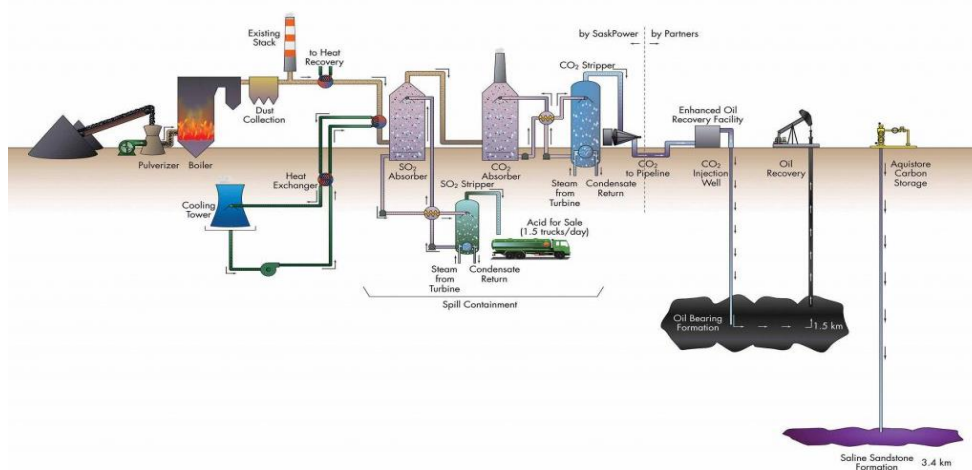 by SaskPower
by Partners
Existing
Stack
to Heat
Recovery
CO2 Stripper
Dust
Collection
Enhanced Oil
Recovery Facility
Pulverizer
Boiler
SO2
Absorber
CO2
Absorber
CO2
to Pipeline
CO2
Injection
Well
Oil
Recovery
Aquistore
Carbon
Storage
Heat
Exchanger
SO2 Stripper
Steam
from
Turbine
Condensate
Return
Cooling
Tower
Acid for Sale
(1.5 trucks/day)
Steam
from
Turbine
Condensate
Return
Spill Containment
Oil Bearing
Formation
1.5 km
Saline Sandstone
Formation
3.4 km